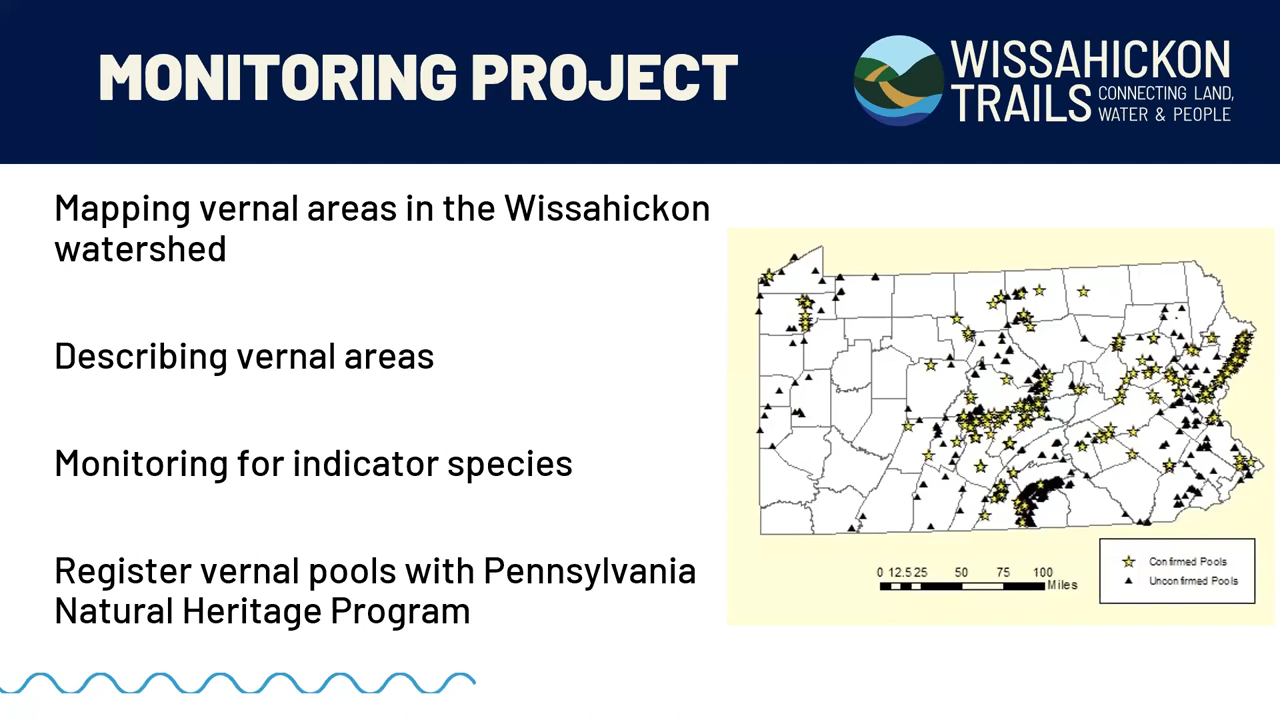 MONITORING PROJECT
WISSAHICKON
TRAILS CONNECTING LAND,
WATER & PEOPLE
Mapping vernal areas in the Wissahickon
watershed
Describing vernal areas
Monitoring for indicator species
Register vernal pools with Pennsylvania
Natural Heritage Program
0 12.5 25 50 75 100
Miles
Confirmed Pools
Unconfirmed Pools